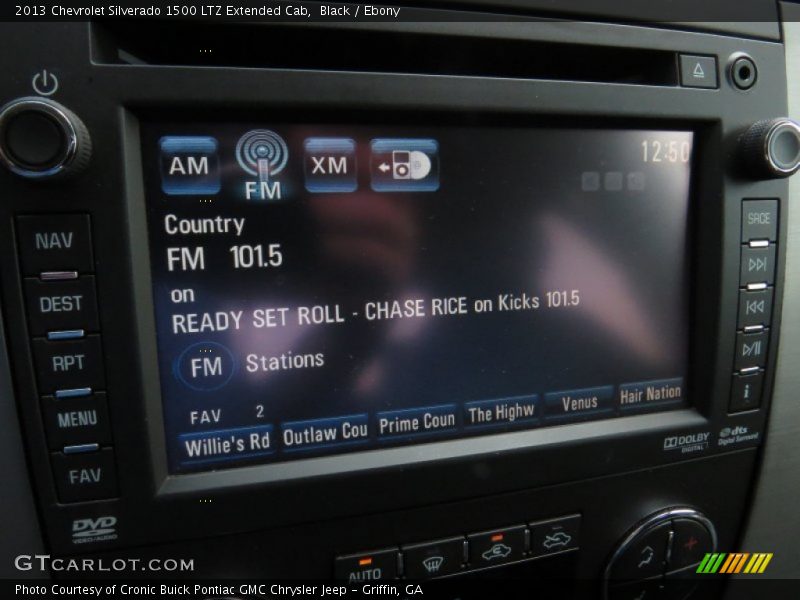 2013 Chevrolet Silverado 1500 LTZ Extended Cab,  Black / Ebony
AM
FM
XM
12:50
NAV
DEST
RPT
MENU
FAV
Country
FM 101.5
on
READY SET ROLL - CHASE RICE on Kicks 101.5
FM Stations
FAV 2
Willie's Rd
Outlaw Cou
Prime Coun
The Highw
Venus
Hair Nation
SRCE
i
DOLBY
DIGITAL
dts
Digital Surround
DVD
VIDEO/AUDIO
AUTO
GTCARLOT.COM
Photo Courtesy of Cronic Buick Pontiac GMC Chrysler Jeep - Griffin, GA